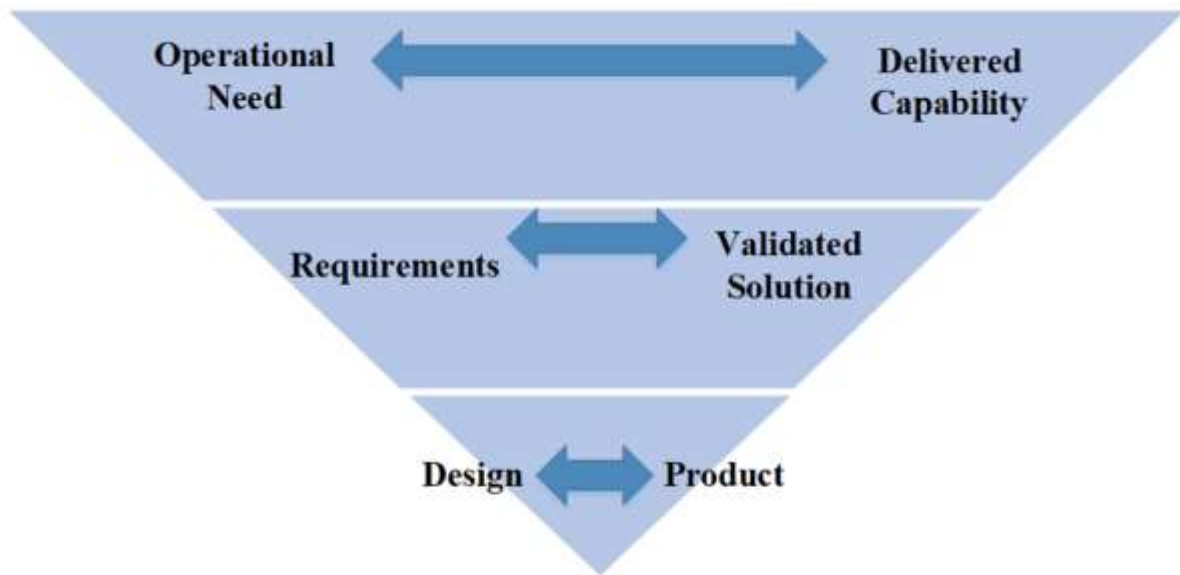 Operational
Need
Delivered
Capability
Requirements
Validated
Solution
Design
Product